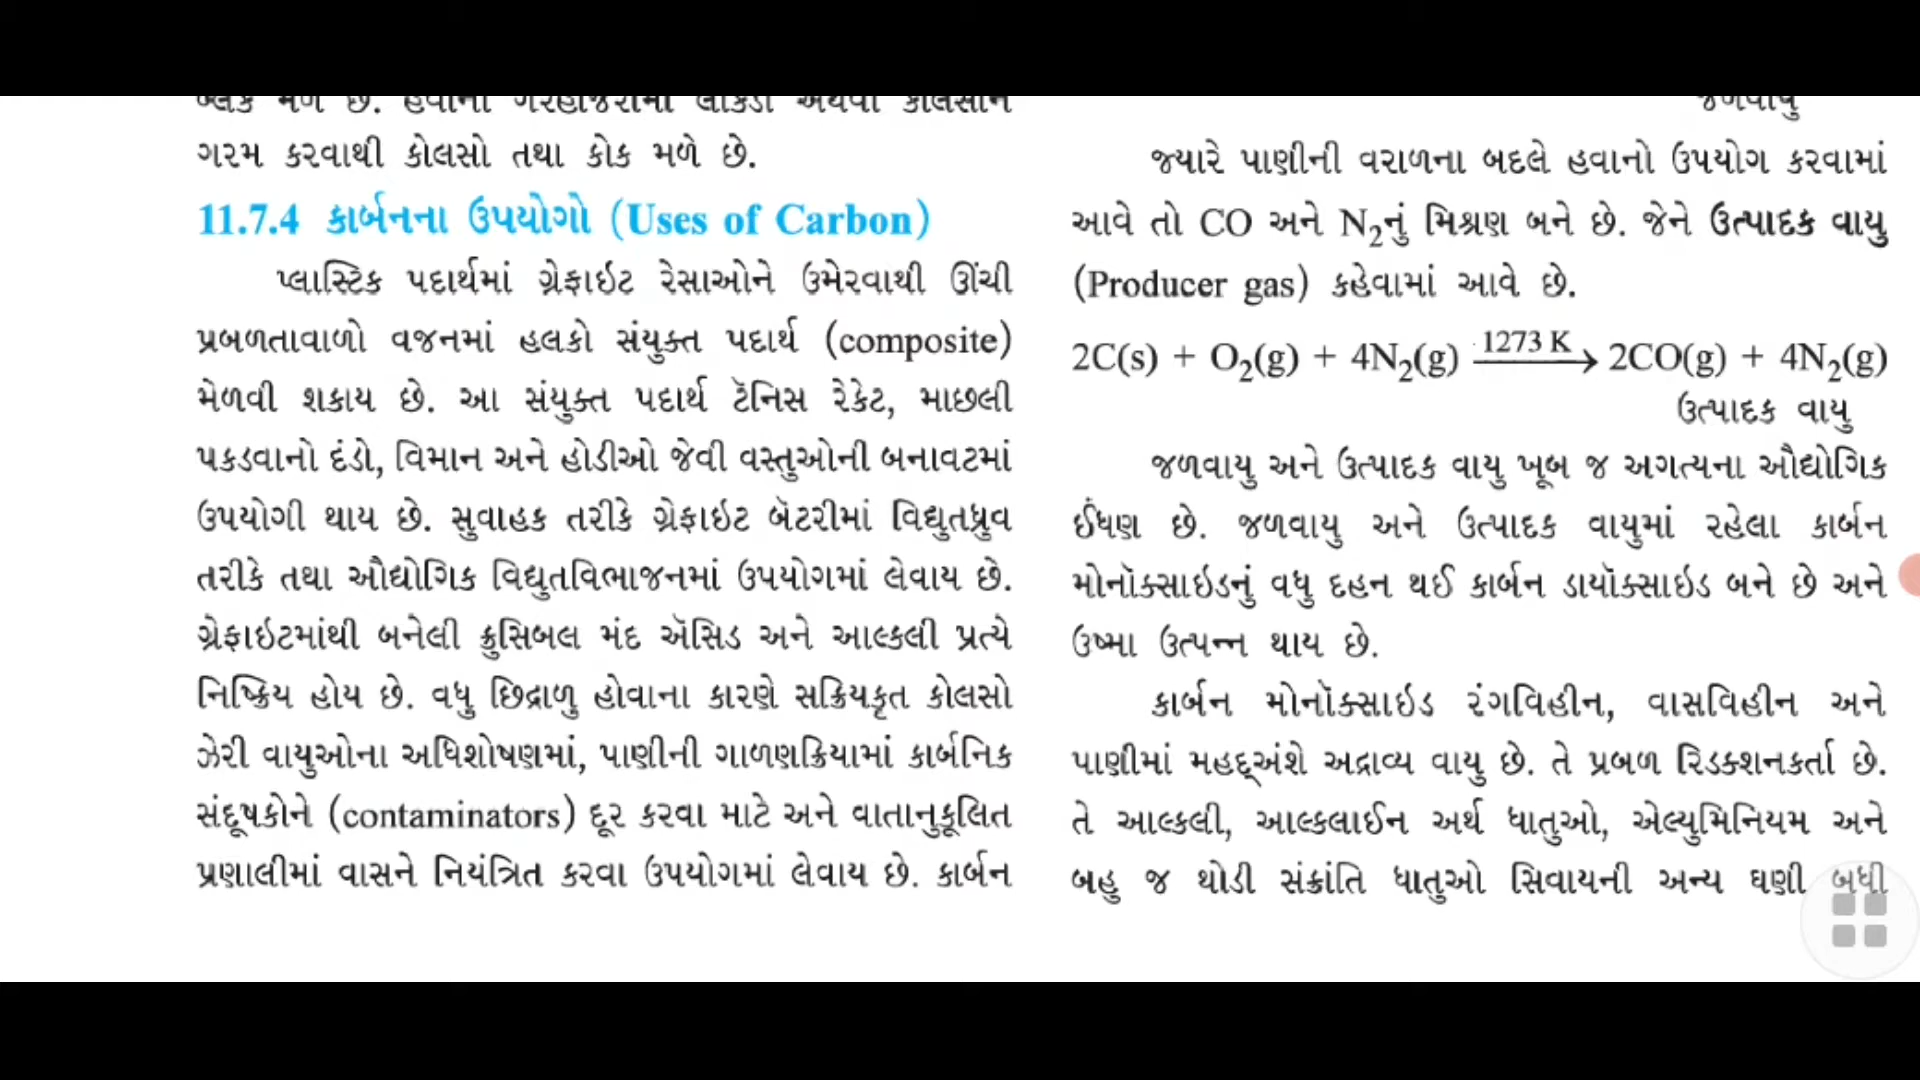 ગરમ કરવાથી કોલસો તથા કોક મળે છે.
11.7.4 કાર્બનના ઉપયોગો (Uses of Carbon)
પ્લાસ્ટિક પદાર્થમાં ગ્રેફાઇટ રેસાઓને ઉમેરવાથી ઊંચી
પ્રબળતાવાળો વજનમાં હલકો સંયુક્ત પદાર્થ (composite)
મેળવી શકાય છે. આ સંયુક્ત પદાર્થ ટૅનિસ રેકેટ, માછલી
પકડવાનો દંડો, વિમાન અને હોડીઓ જેવી વસ્તુઓની બનાવટમાં
ઉપયોગી થાય છે. સુવાહક તરીકે ગ્રેફાઇટ બૅટરીમાં વિદ્યુતધ્રુવ
તરીકે તથા ઔદ્યોગિક વિદ્યુતવિભાજનમાં ઉપયોગમાં લેવાય છે.
ગ્રેફાઇટમાંથી બનેલી ક્રુસિબલ મંદ ઍસિડ અને આલ્કલી પ્રત્યે
નિષ્ક્રિય હોય છે. વધુ છિદ્રાળુ હોવાના કારણે સક્રિયકૃત કોલસો
ઝેરી વાયુઓના અધિશોષણમાં, પાણીની ગાળણક્રિયામાં કાર્બનિક
સંદૂષકોને (contaminators) દૂર કરવા માટે અને વાતાનુકૂલિત
પ્રણાલીમાં વાસને નિયંત્રિત કરવા ઉપયોગમાં લેવાય છે. કાર્બન
જળવાયુ
જ્યારે પાણીની વરાળના બદલે હવાનો ઉપયોગ કરવામાં
આવે તો CO અને N₂નું મિશ્રણ બને છે. જેને ઉત્પાદક વાયુ
(Producer gas) કહેવામાં આવે છે.
2C(s) + O₂(g) + 4N₂(g) 1273 K → 2CO(g) + 4N₂(g)
ઉત્પાદક વાયુ
જળવાયુ અને ઉત્પાદક વાયુ ખૂબ જ અગત્યના ઔદ્યોગિક
ઈંધણ છે. જળવાયુ અને ઉત્પાદક વાયુમાં રહેલા કાર્બન
મોનૉક્સાઇડનું વધુ દહન થઈ કાર્બન ડાયૉક્સાઇડ બને છે અને
ઉષ્મા ઉત્પન્ન થાય છે.
કાર્બન મોનૉક્સાઇડ રંગવિહીન, વાસવિહીન અને
પાણીમાં મહદ્અંશે અદ્રાવ્ય વાયુ છે. તે પ્રબળ રિડક્શનકર્તા છે.
તે આલ્કલી, આલ્કલાઈન અર્થ ધાતુઓ, એલ્યુમિનિયમ અને
બહુ જ થોડી સંક્રાંતિ ધાતુઓ સિવાયની અન્ય ઘણી બધી